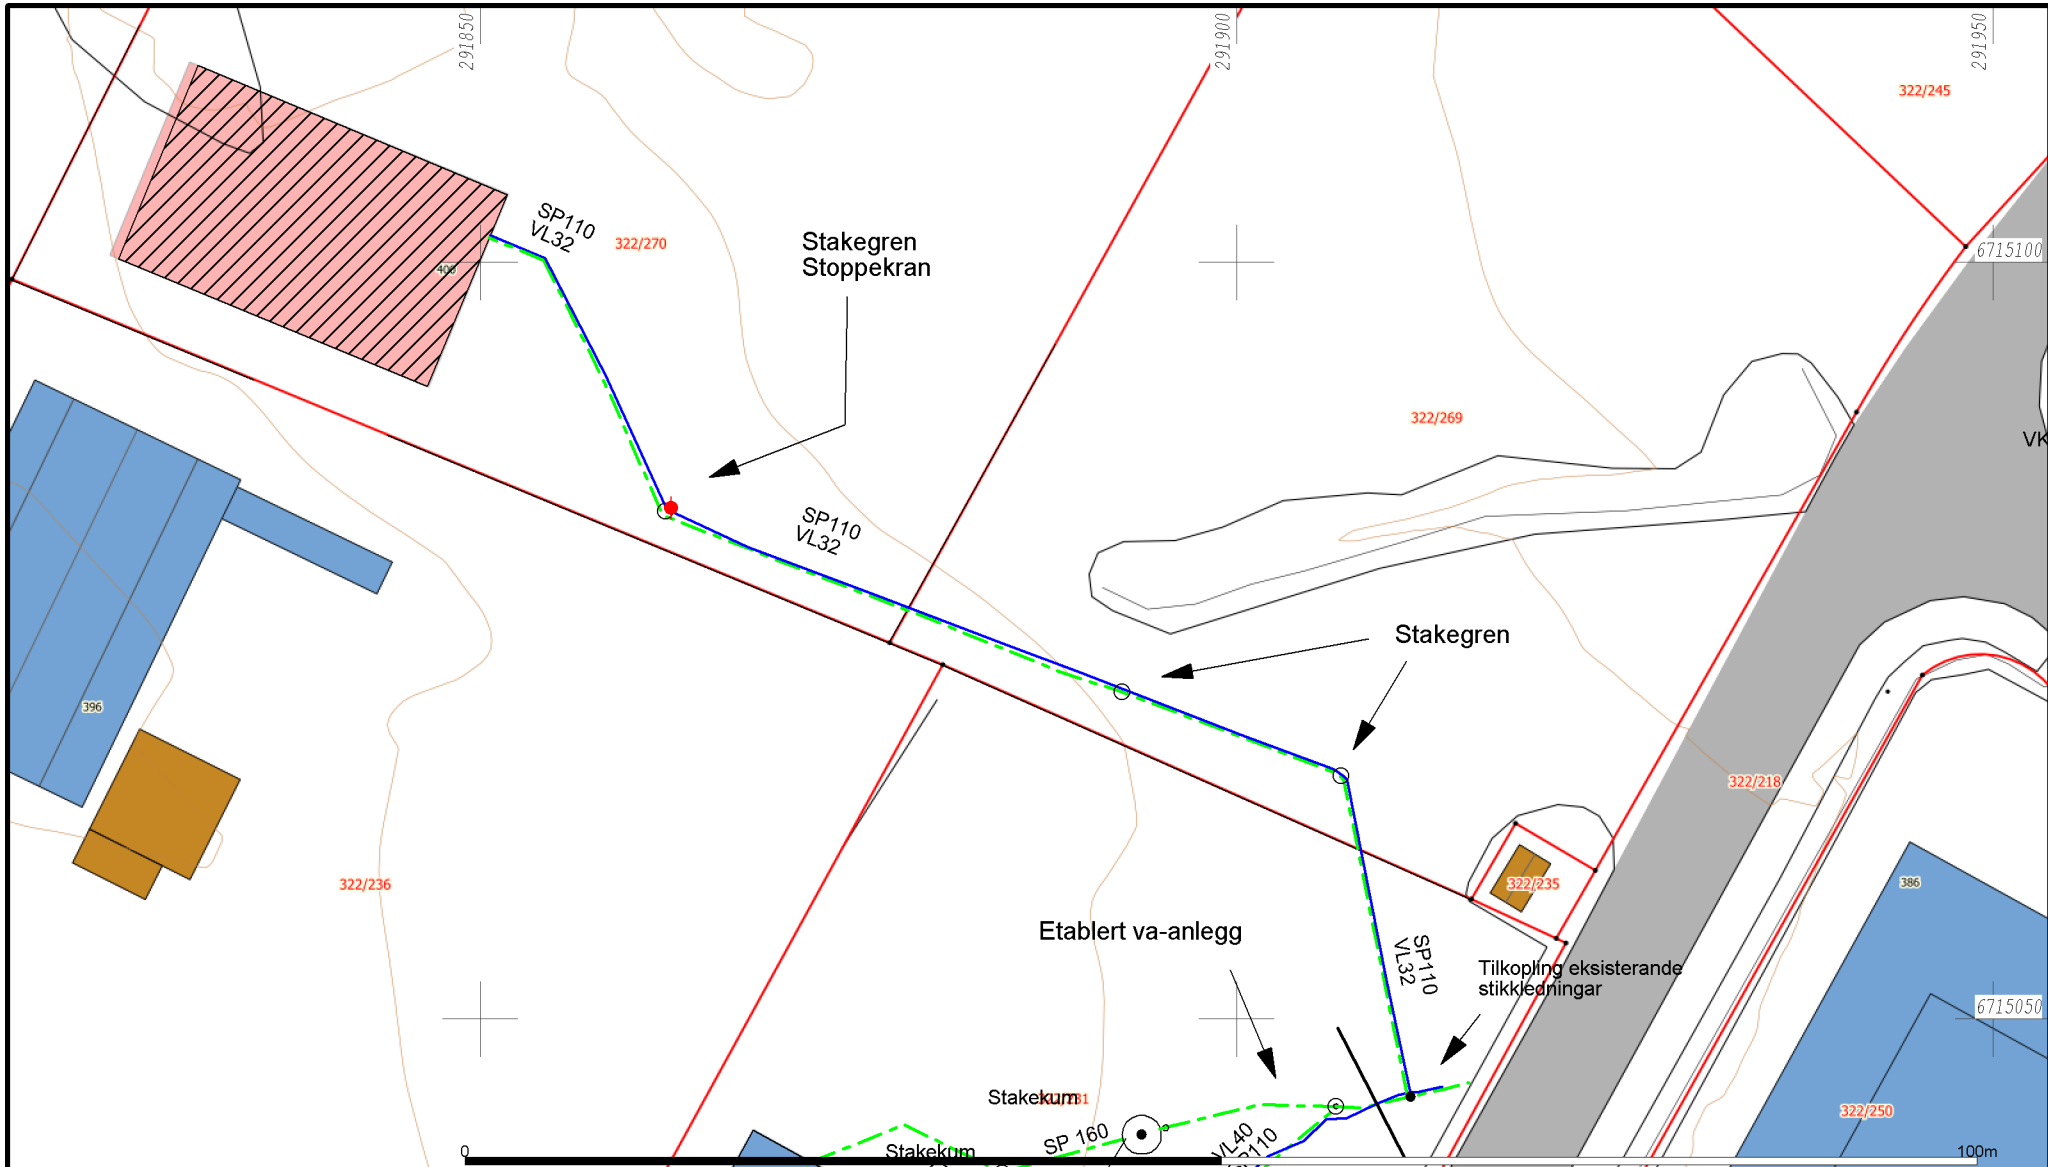 291850
291900
291950
322/245
SP110
VL32
322/270
Stakegren
Stoppekran
6715100
400
322/269
VK
SP110
VL32
Stakegren
396
322/218
322/236
322/235
386
Etablert va-anlegg
SP110
VL32
Tilkopling eksisterande
stikkledningar
6715050
Stakekum
322/250
SP 160
VL40
Stakekum
0
100m